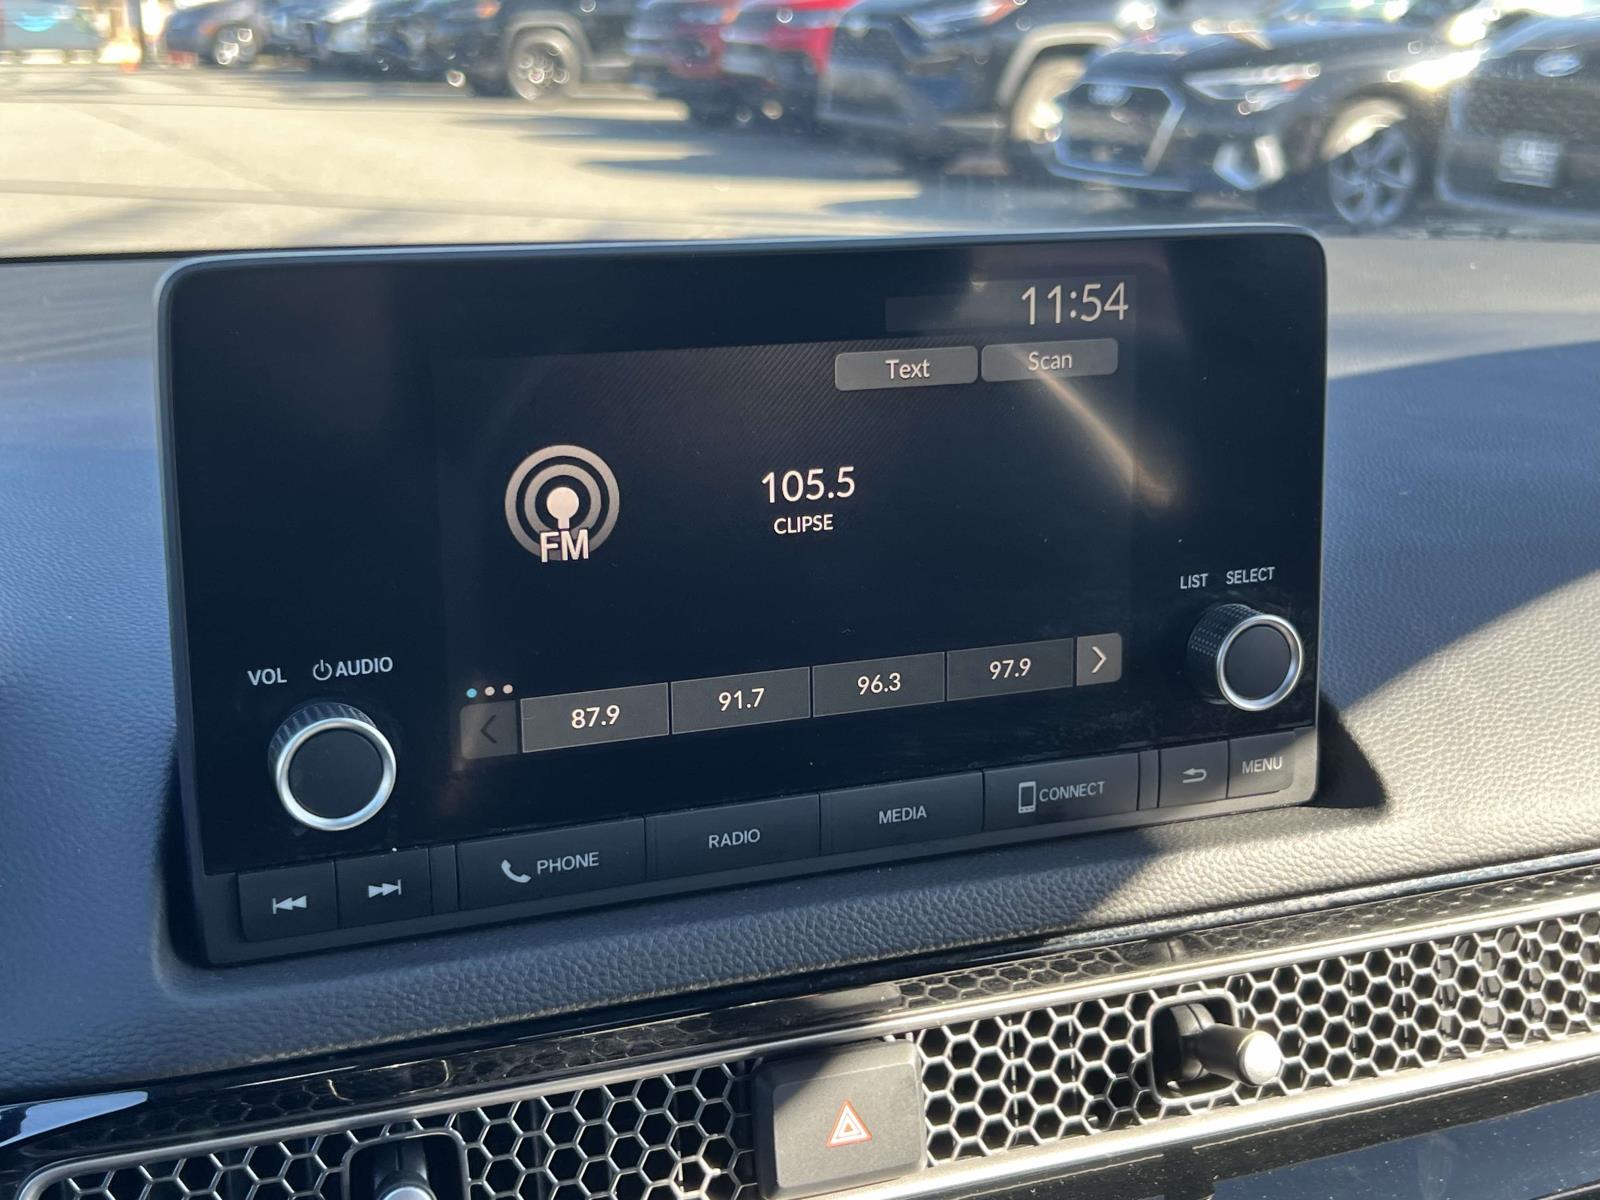 11:54
Text Scan
105.5
CLIPSE
FM
LIST SELECT
VOL AUDIO
87.9 91.7 96.3 97.9
PHONE RADIO MEDIA CONNECT MENU